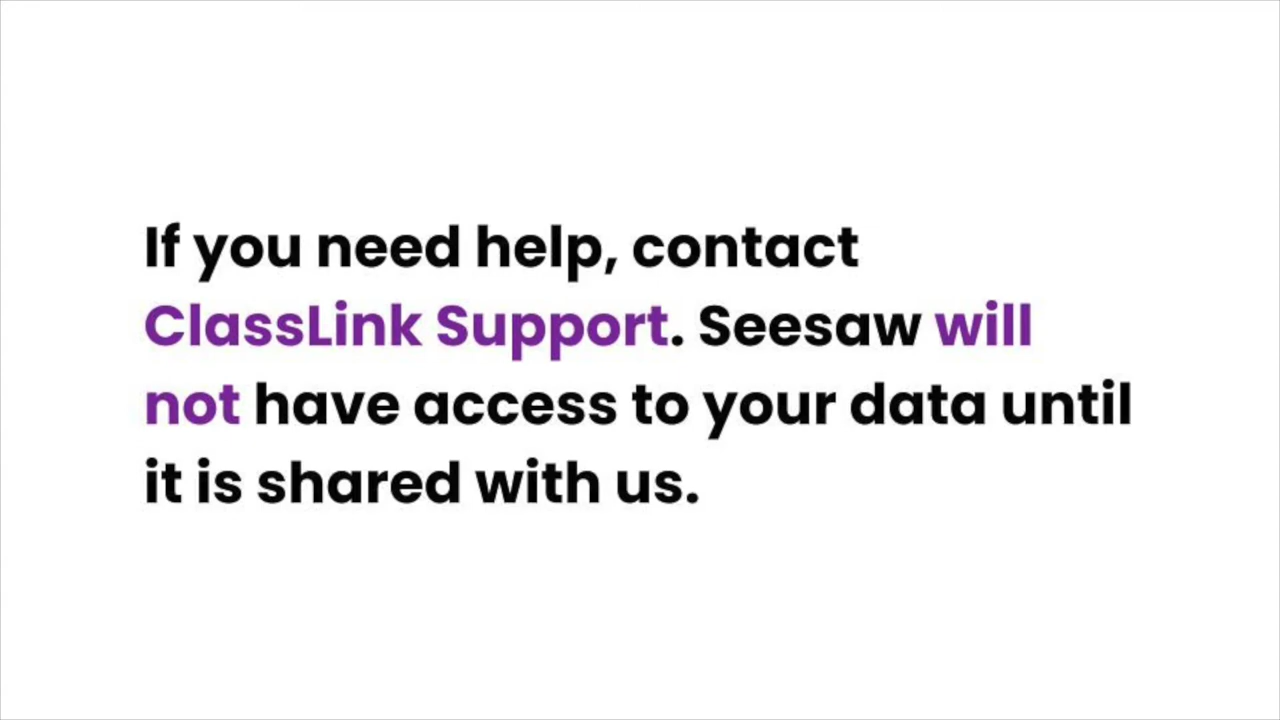 If you need help, contact
ClassLink Support. Seesaw will
not have access to your data until
it is shared with us.